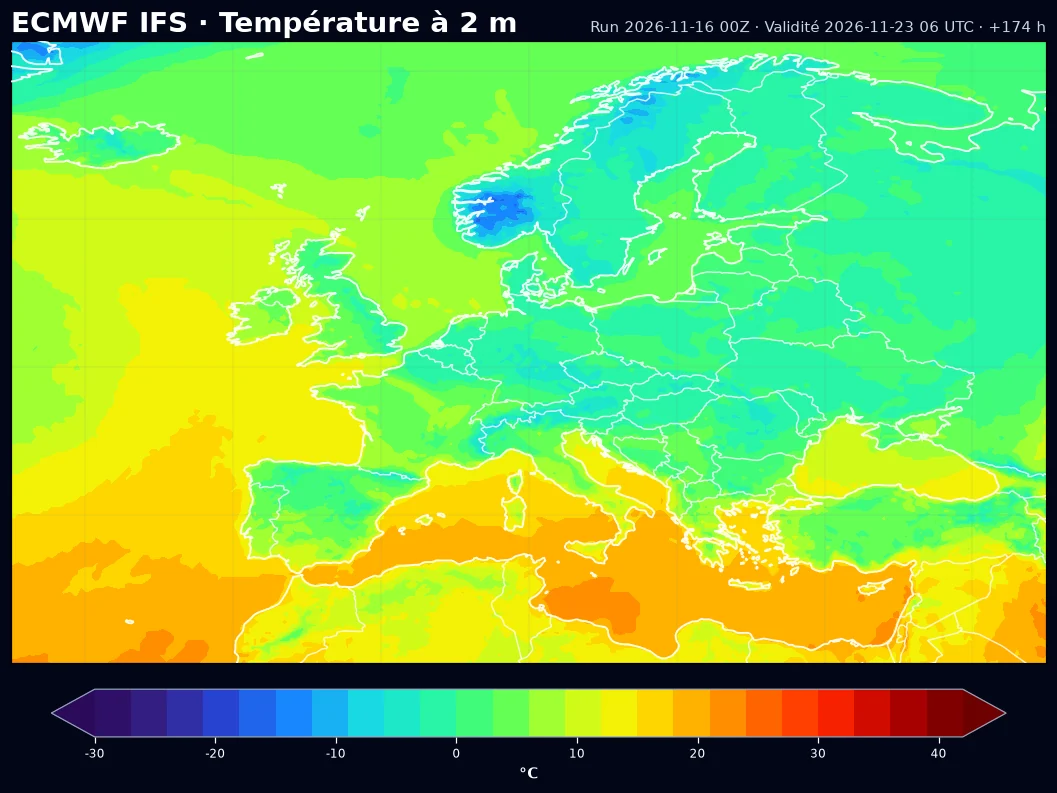 ECMWF IFS · Température à 2 m
Run 2026-11-16 00Z · Validité 2026-11-23 06 UTC · +174 h
-30 -20 -10 0 10 20 30 40
°C